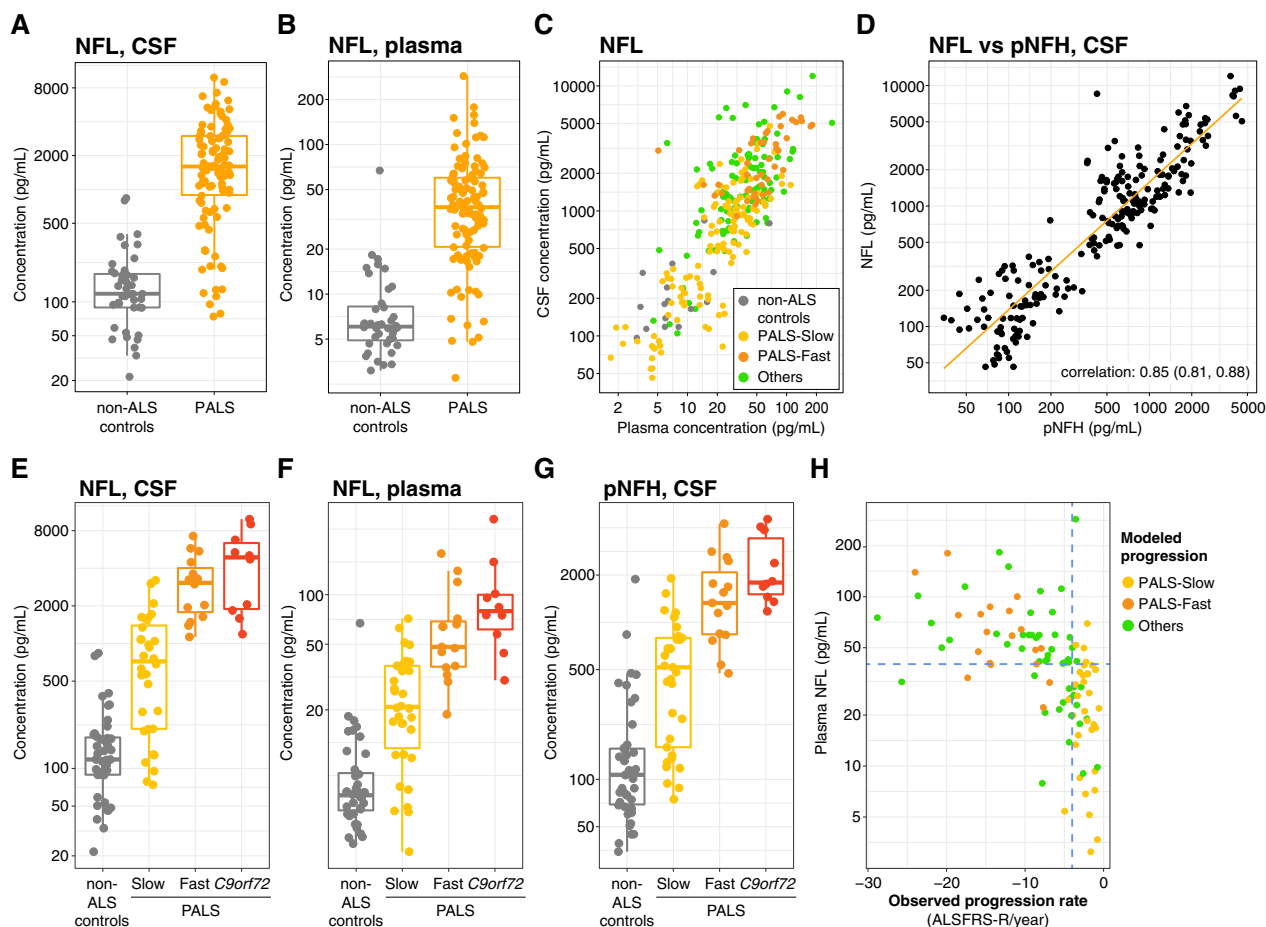 A
NFL, CSF
Concentration (pg/mL)
8000
2000
500
100
50
20
non-ALS
controls
PALS
B
NFL, plasma
Concentration (pg/mL)
200
100
50
20
10
5
non-ALS
controls
PALS
C
NFL
CSF concentration (pg/mL)
10000
5000
2000
1000
500
200
100
50
non-ALS
controls
PALS-Slow
PALS-Fast
Others
2 5 10 20 50 100 200
Plasma concentration (pg/mL)
D
NFL vs pNFH, CSF
NFL (pg/mL)
10000
5000
2000
1000
500
200
100
50
correlation: 0.85 (0.81, 0.88)
50 100 200 500 1000 2000 5000
pNFH (pg/mL)
E
NFL, CSF
Concentration (pg/mL)
8000
2000
500
100
50
20
non-
ALS
controls
Slow Fast C9orf72
PALS
F
NFL, plasma
Concentration (pg/mL)
100
50
20
non-
ALS
controls
Slow Fast C9orf72
PALS
G
pNFH, CSF
Concentration (pg/mL)
2000
500
100
50
non-
ALS
controls
Slow Fast C9orf72
PALS
H
Plasma NFL (pg/mL)
200
100
50
20
10
5
−30 −20 −10 0
Observed progression rate
(ALSFRS-R/year)
Modeled
progression
PALS-Slow
PALS-Fast
Others